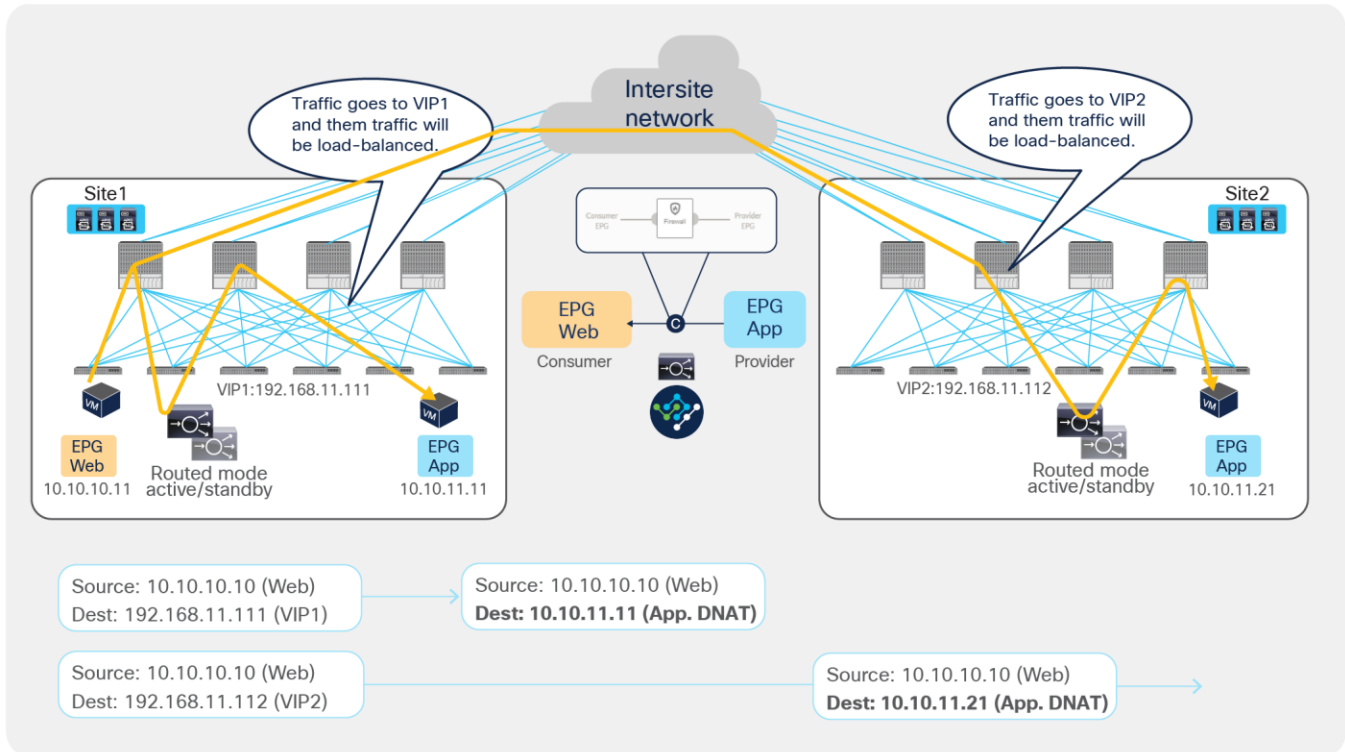 Intersite
network
Traffic goes to VIP1
and them traffic will
be load-balanced.
Traffic goes to VIP2
and them traffic will
be load-balanced.
Site1
Site2
Consumer
EPG
Firewall
Provider
EPG
EPG
Web
Consumer
C
EPG
App
Provider
VIP1:192.168.11.111
VM
EPG
Web
10.10.10.11
Routed mode
active/standby
VM
EPG
App
10.10.11.11
VIP2:192.168.11.112
Routed mode
active/standby
VM
EPG
App
10.10.11.21
Source: 10.10.10.10 (Web)
Dest: 192.168.11.111 (VIP1)
Source: 10.10.10.10 (Web)
Dest: 10.10.11.11 (App. DNAT)
Source: 10.10.10.10 (Web)
Dest: 192.168.11.112 (VIP2)
Source: 10.10.10.10 (Web)
Dest: 10.10.11.21 (App. DNAT)